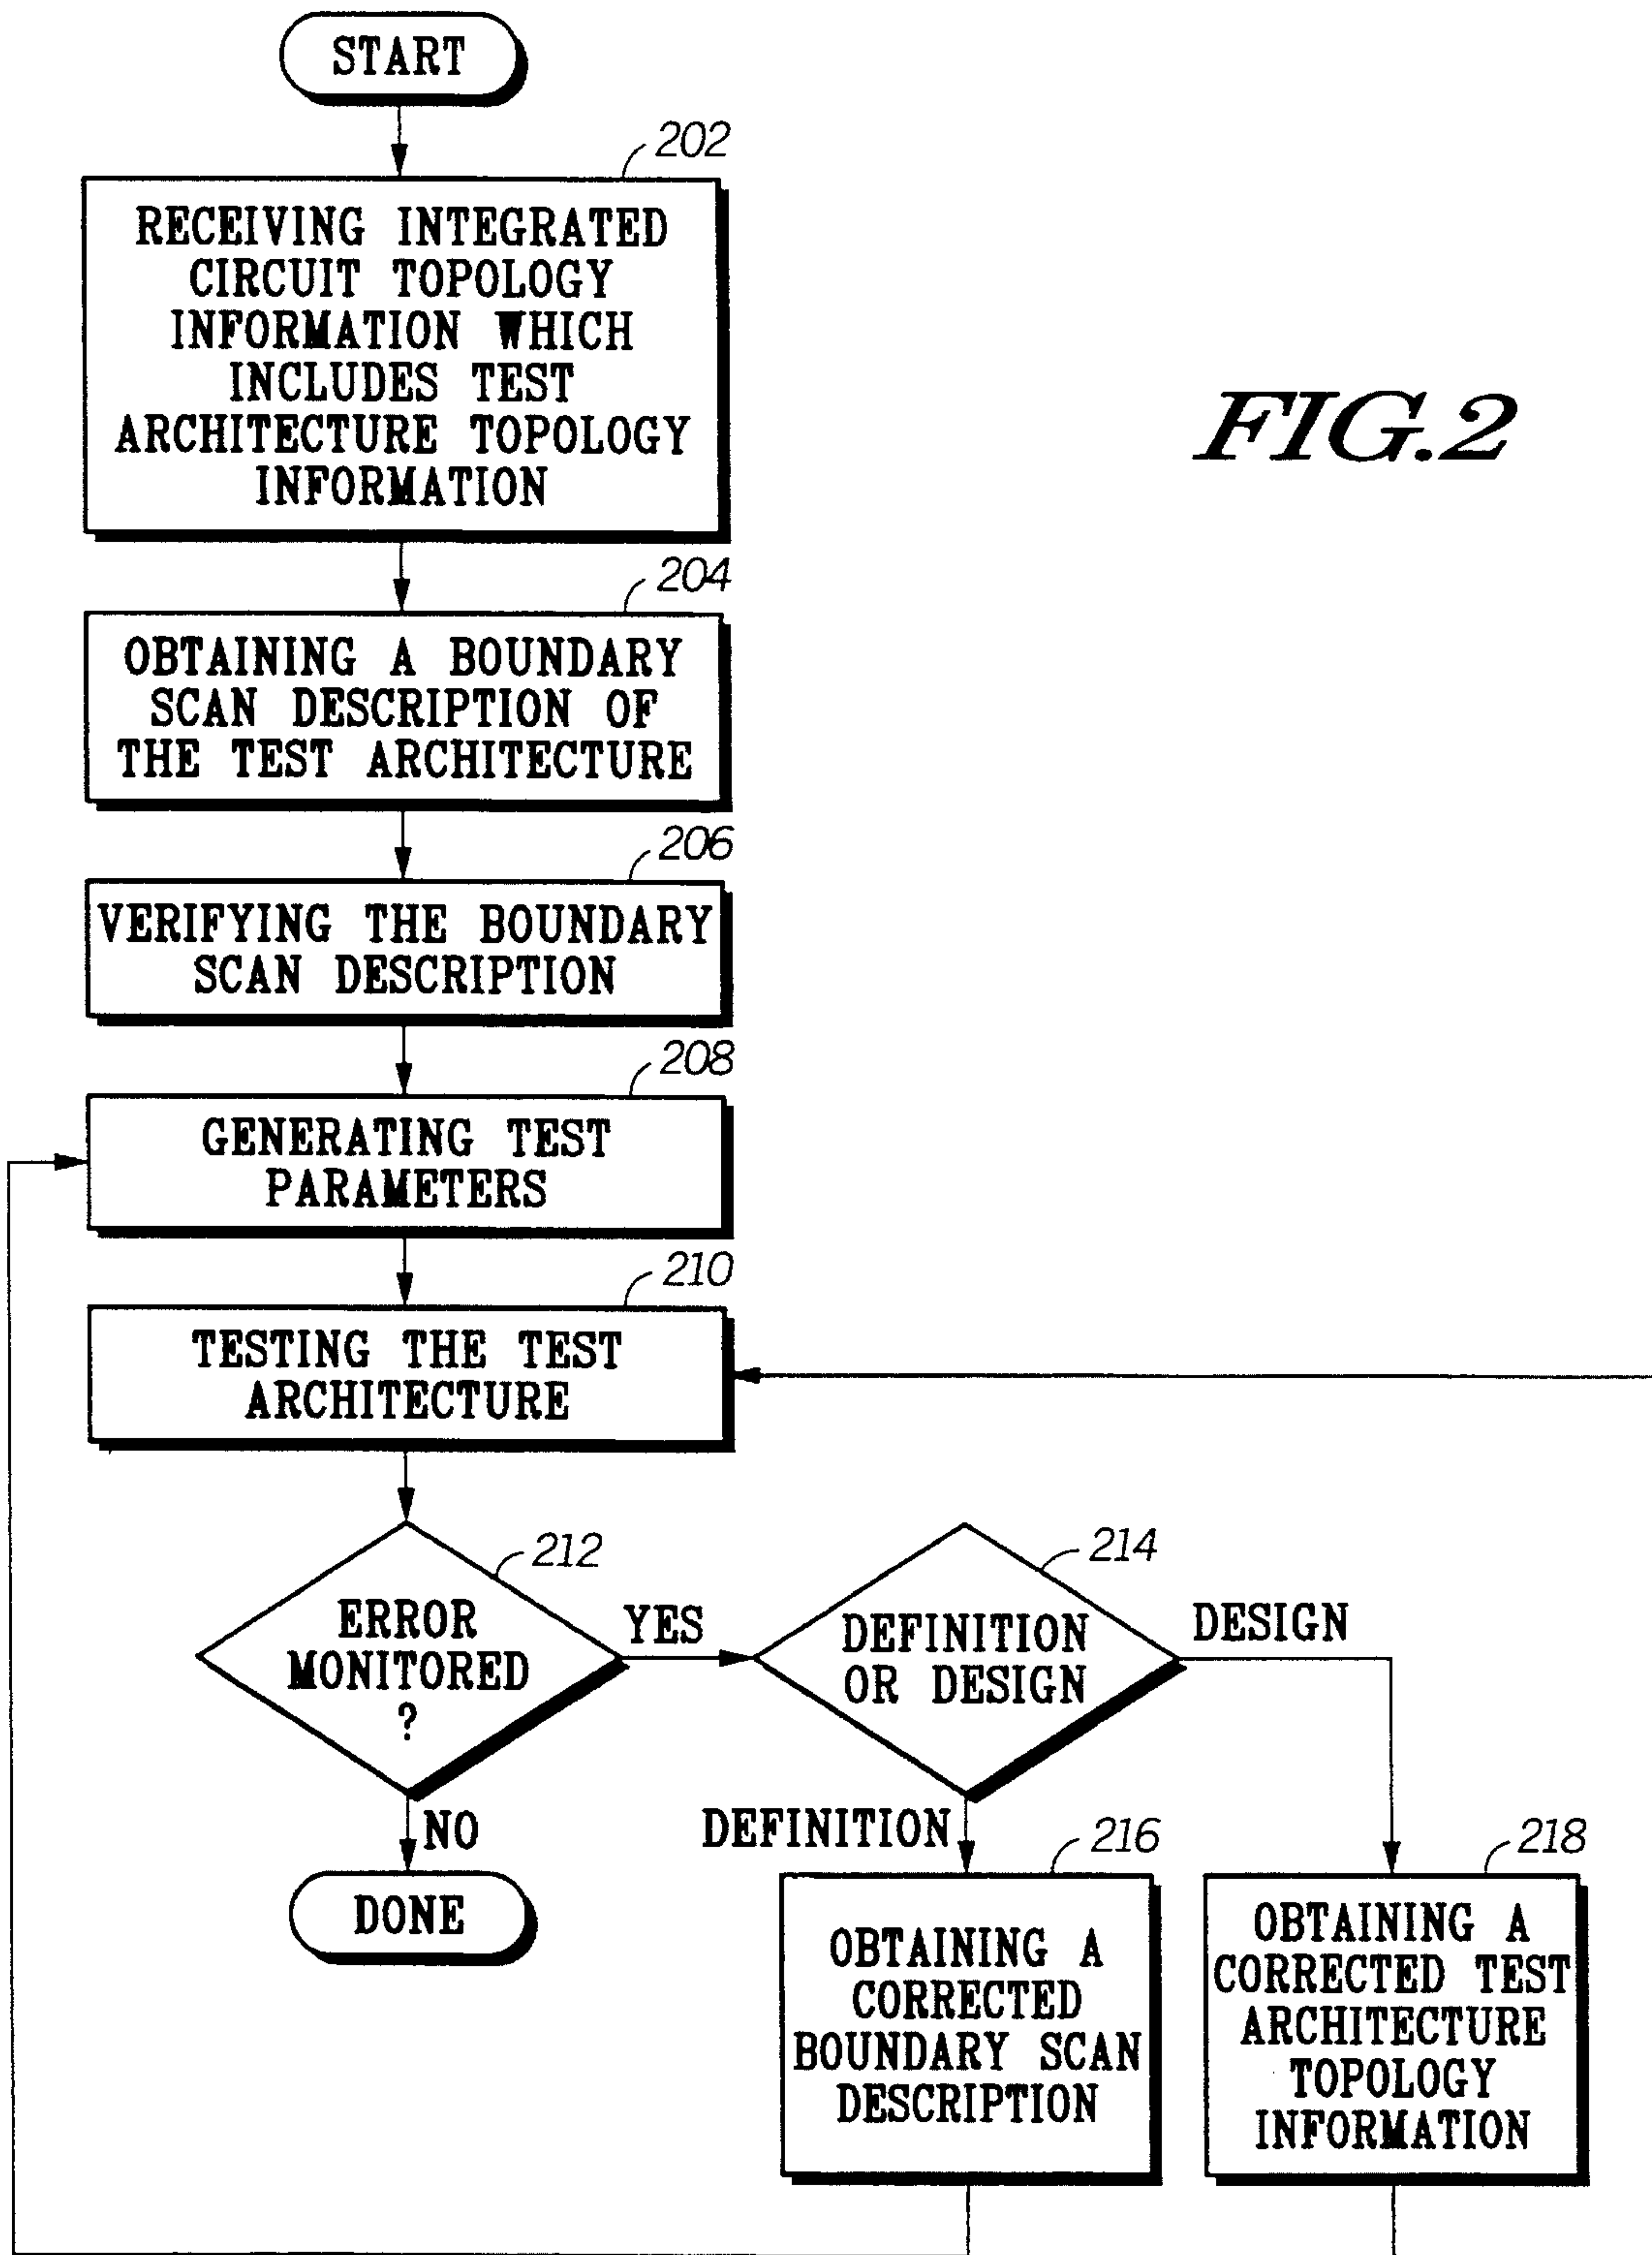 START
202
RECEIVING INTEGRATED
CIRCUIT TOPOLOGY
INFORMATION WHICH
INCLUDES TEST
ARCHITECTURE TOPOLOGY
INFORMATION
FIG.2
204
OBTAINING A BOUNDARY
SCAN DESCRIPTION OF
THE TEST ARCHITECTURE
206
VERIFYING THE BOUNDARY
SCAN DESCRIPTION
208
GENERATING TEST
PARAMETERS
210
TESTING THE TEST
ARCHITECTURE
212
ERROR
MONITORED
?
YES
NO
DONE
214
DEFINITION
OR DESIGN
DESIGN
DEFINITION
216
OBTAINING A
CORRECTED
BOUNDARY SCAN
DESCRIPTION
218
OBTAINING A
CORRECTED TEST
ARCHITECTURE
TOPOLOGY
INFORMATION